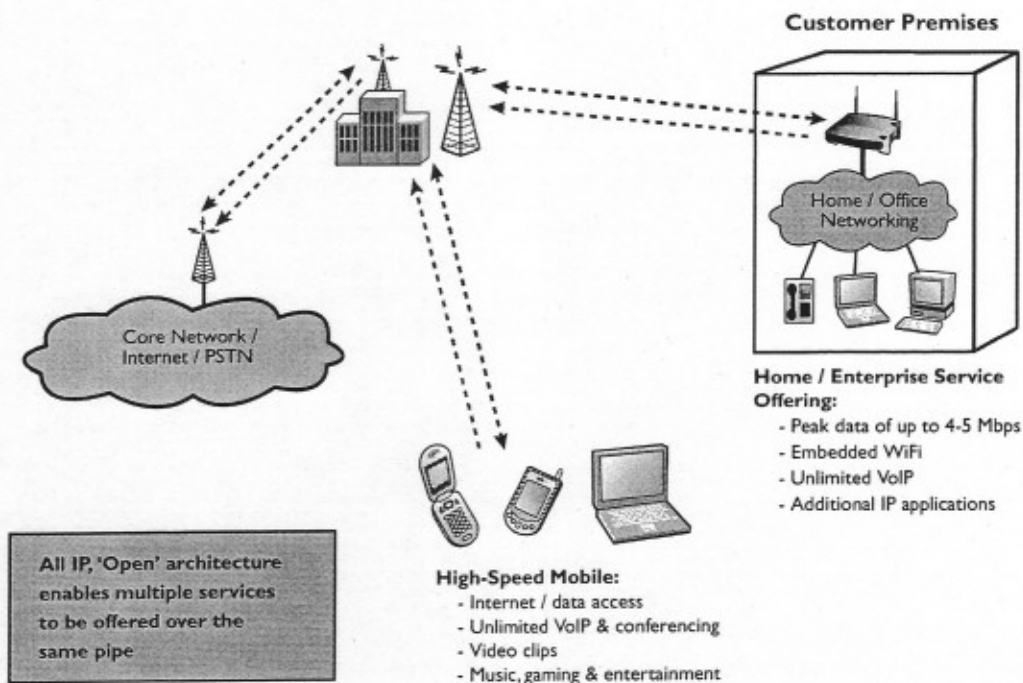 Customer Premises
Home / Office
Networking
Core Network /
Internet / PSTN
Home / Enterprise Service
Offering:
- Peak data of up to 4-5 Mbps
- Embedded WiFi
- Unlimited VoIP
- Additional IP applications
All IP, 'Open' architecture
enables multiple services
to be offered over the
same pipe
High-Speed Mobile:
- Internet / data access
- Unlimited VoIP & conferencing
- Video clips
- Music, gaming & entertainment